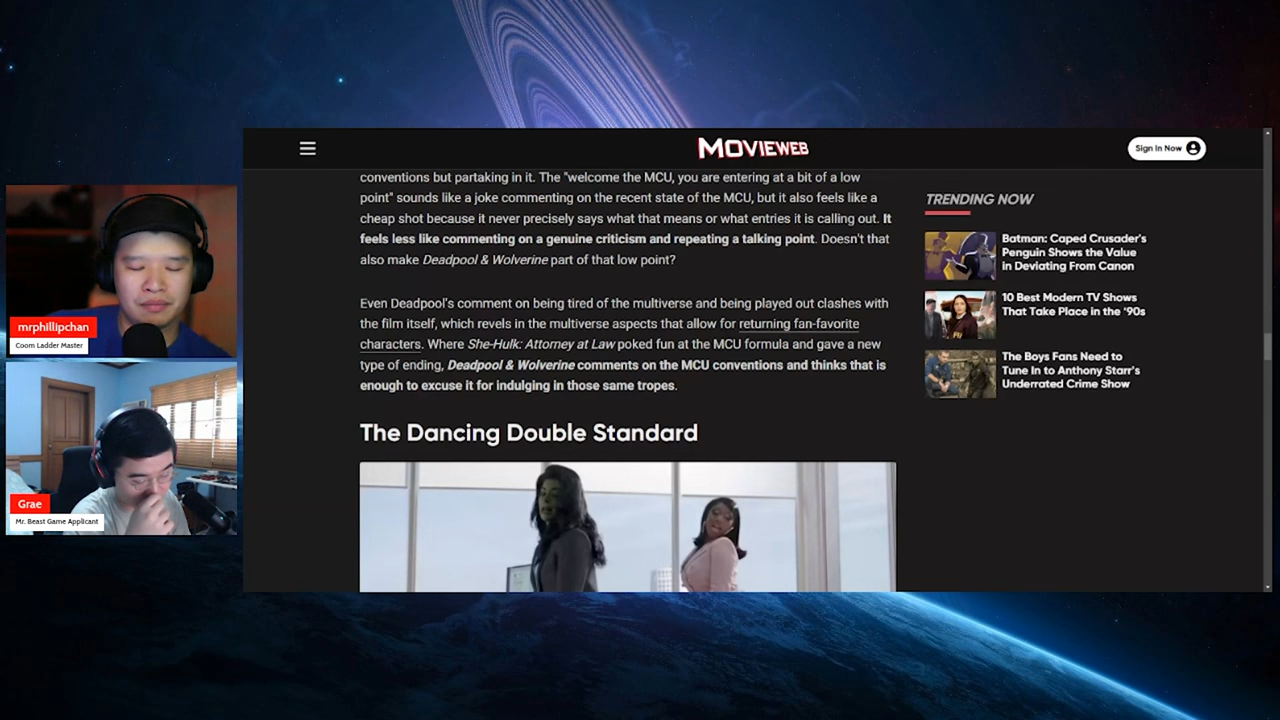 MOVIEWEB
Sign In Now
conventions but partaking in it. The "welcome the MCU, you are entering at a bit of a low
point" sounds like a joke commenting on the recent state of the MCU, but it also feels like a
cheap shot because it never precisely says what that means or what entries it is calling out. It
feels less like commenting on a genuine criticism and repeating a talking point. Doesn't that
also make Deadpool & Wolverine part of that low point?
Even Deadpool's comment on being tired of the multiverse and being played out clashes with
the film itself, which revels in the multiverse aspects that allow for returning fan-favorite
characters. Where She-Hulk: Attorney at Law poked fun at the MCU formula and gave a new
type of ending, Deadpool & Wolverine comments on the MCU conventions and thinks that is
enough to excuse it for indulging in those same tropes.
The Dancing Double Standard
TRENDING NOW
Batman: Caped Crusader's
Penguin Shows the Value
in Deviating From Canon
10 Best Modern TV Shows
That Take Place in the '90s
The Boys Fans Need to
Tune In to Anthony Starr's
Underrated Crime Show
mrphillipchan
Coom Ladder Master
Grae
Mr. Beast Game Applicant